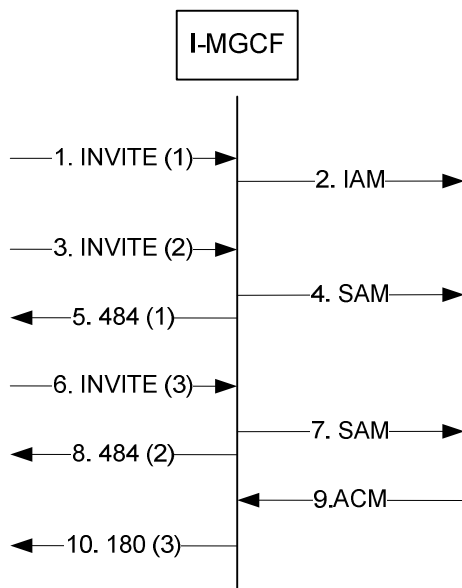 I-MGCF
1. INVITE (1)
2. IAM
3. INVITE (2)
4. SAM
5. 484 (1)
6. INVITE (3)
7. SAM
8. 484 (2)
9.ACM
10. 180 (3)